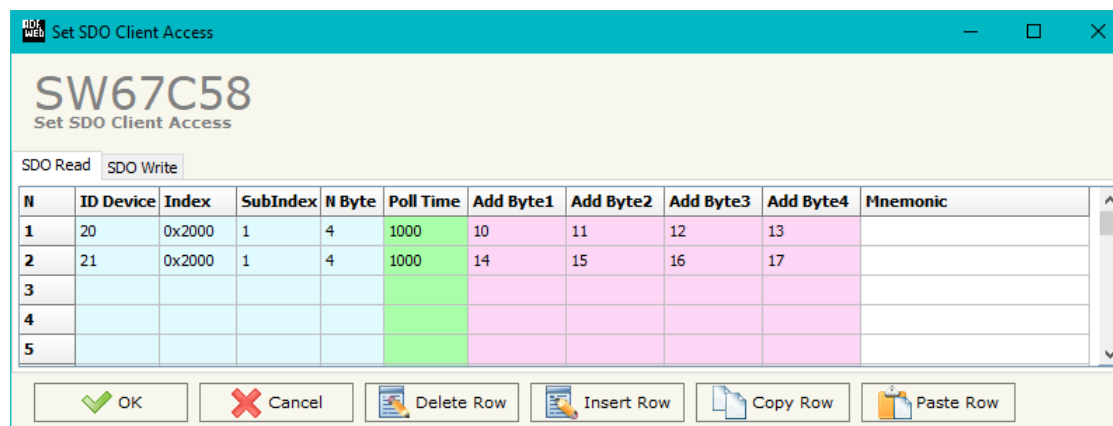 ADF WEB Set SDO Client Access
SW67C58
Set SDO Client Access
SDO Read SDO Write
N ID Device Index SubIndex N Byte Poll Time Add Byte1 Add Byte2 Add Byte3 Add Byte4 Mnemonic
1 20 0x2000 1 4 1000 10 11 12 13
2 21 0x2000 1 4 1000 14 15 16 17
3
4
5
OK Cancel Delete Row Insert Row Copy Row Paste Row